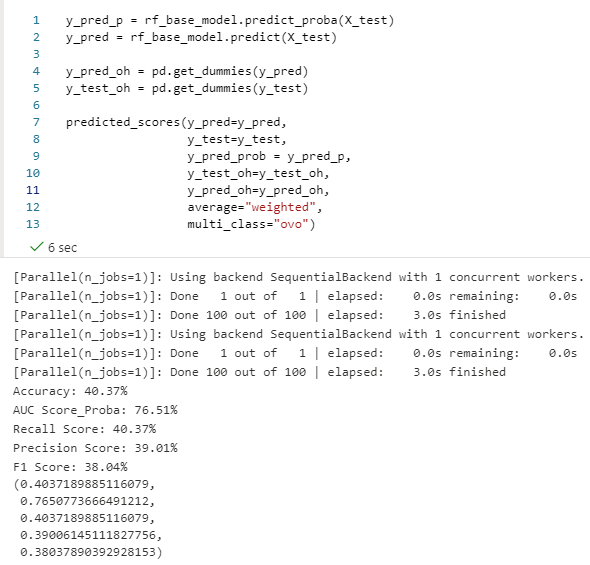 1 y_pred_p = rf_base_model.predict_proba(X_test)
2 y_pred = rf_base_model.predict(X_test)
3
4 y_pred_oh = pd.get_dummies(y_pred)
5 y_test_oh = pd.get_dummies(y_test)
6
7 predicted_scores(y_pred=y_pred,
8                  y_test=y_test,
9                  y_pred_prob = y_pred_p,
10                 y_test_oh=y_test_oh,
11                 y_pred_oh=y_pred_oh,
12                 average="weighted",
13                 multi_class="ovo")
6 sec
[Parallel(n_jobs=1)]: Using backend SequentialBackend with 1 concurrent workers.
[Parallel(n_jobs=1)]: Done   1 out of   1 | elapsed:    0.0s remaining:    0.0s
[Parallel(n_jobs=1)]: Done 100 out of 100 | elapsed:    3.0s finished
[Parallel(n_jobs=1)]: Using backend SequentialBackend with 1 concurrent workers.
[Parallel(n_jobs=1)]: Done   1 out of   1 | elapsed:    0.0s remaining:    0.0s
[Parallel(n_jobs=1)]: Done 100 out of 100 | elapsed:    3.0s finished
Accuracy: 40.37%
AUC Score_Proba: 76.51%
Recall Score: 40.37%
Precision Score: 39.01%
F1 Score: 38.04%
(0.4037189885116079,
 0.7650773666491212,
 0.4037189885116079,
 0.39006145111827756,
 0.38037890392928153)